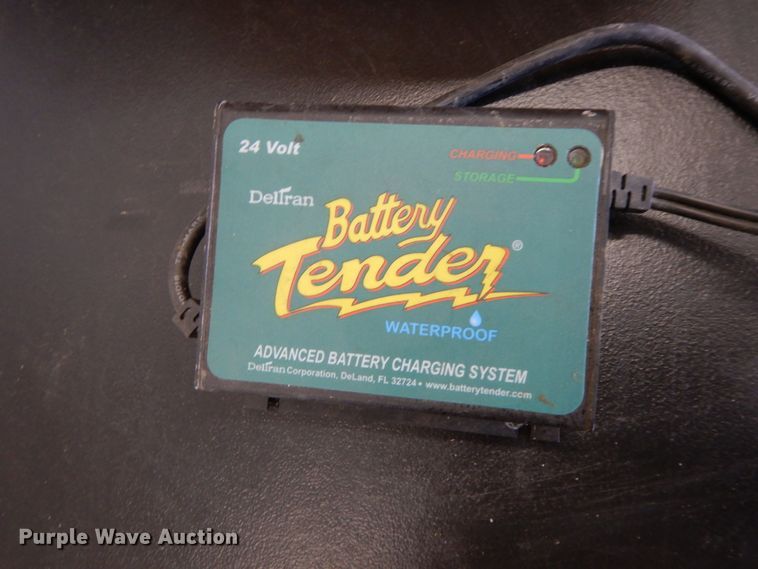 24 Volt
CHARGING
STORAGE
Deltran
Battery
Tender®
WATERPROOF
ADVANCED BATTERY CHARGING SYSTEM
Deltran Corporation. DeLand, FL 32724 • www.batterytender.com
Purple Wave Auction